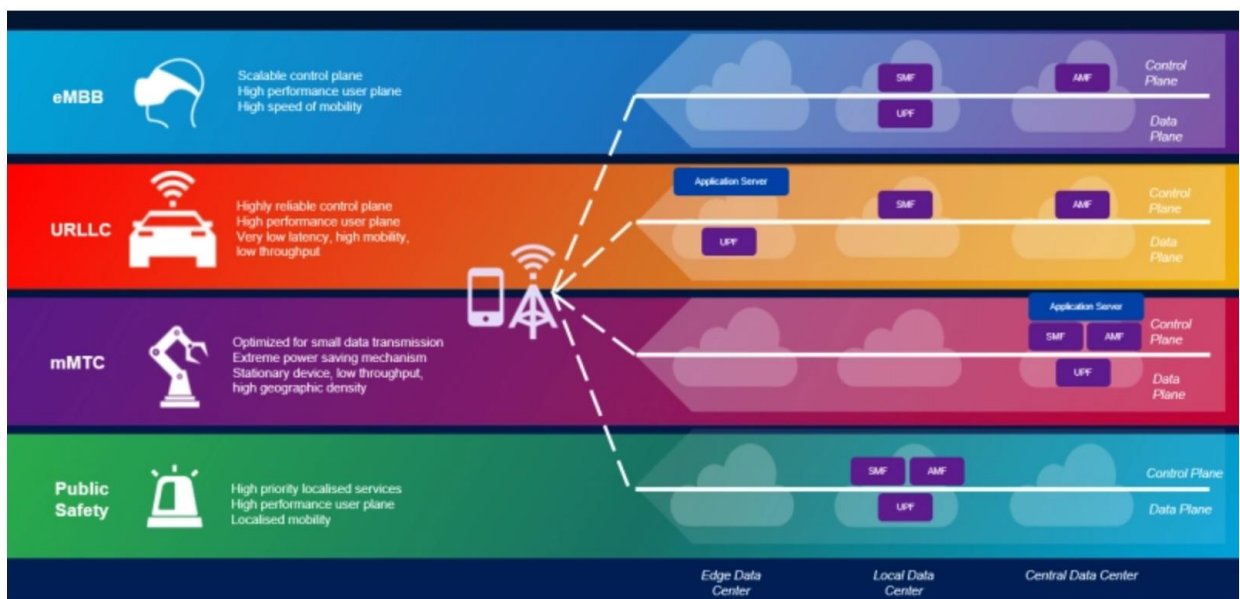 eMBB
Scalable control plane
High performance user plane
High speed of mobility
SMF
AMF
UPF
Control
Plane
Data
Plane
URLLC
Highly reliable control plane
High performance user plane
Very low latency, high mobility,
low throughput
Application Server
SMF
AMF
UPF
Control
Plane
Data
Plane
mMTC
Optimized for small data transmission
Extreme power saving mechanism
Stationary device, low throughput,
high geographic density
Application Server
SMF
AMF
UPF
Control
Plane
Data
Plane
Public
Safety
High priority localised services
High performance user plane
Localised mobility
SMF
AMF
UPF
Control Plane
Data Plane
Edge Data
Center
Local Data
Center
Central Data Center